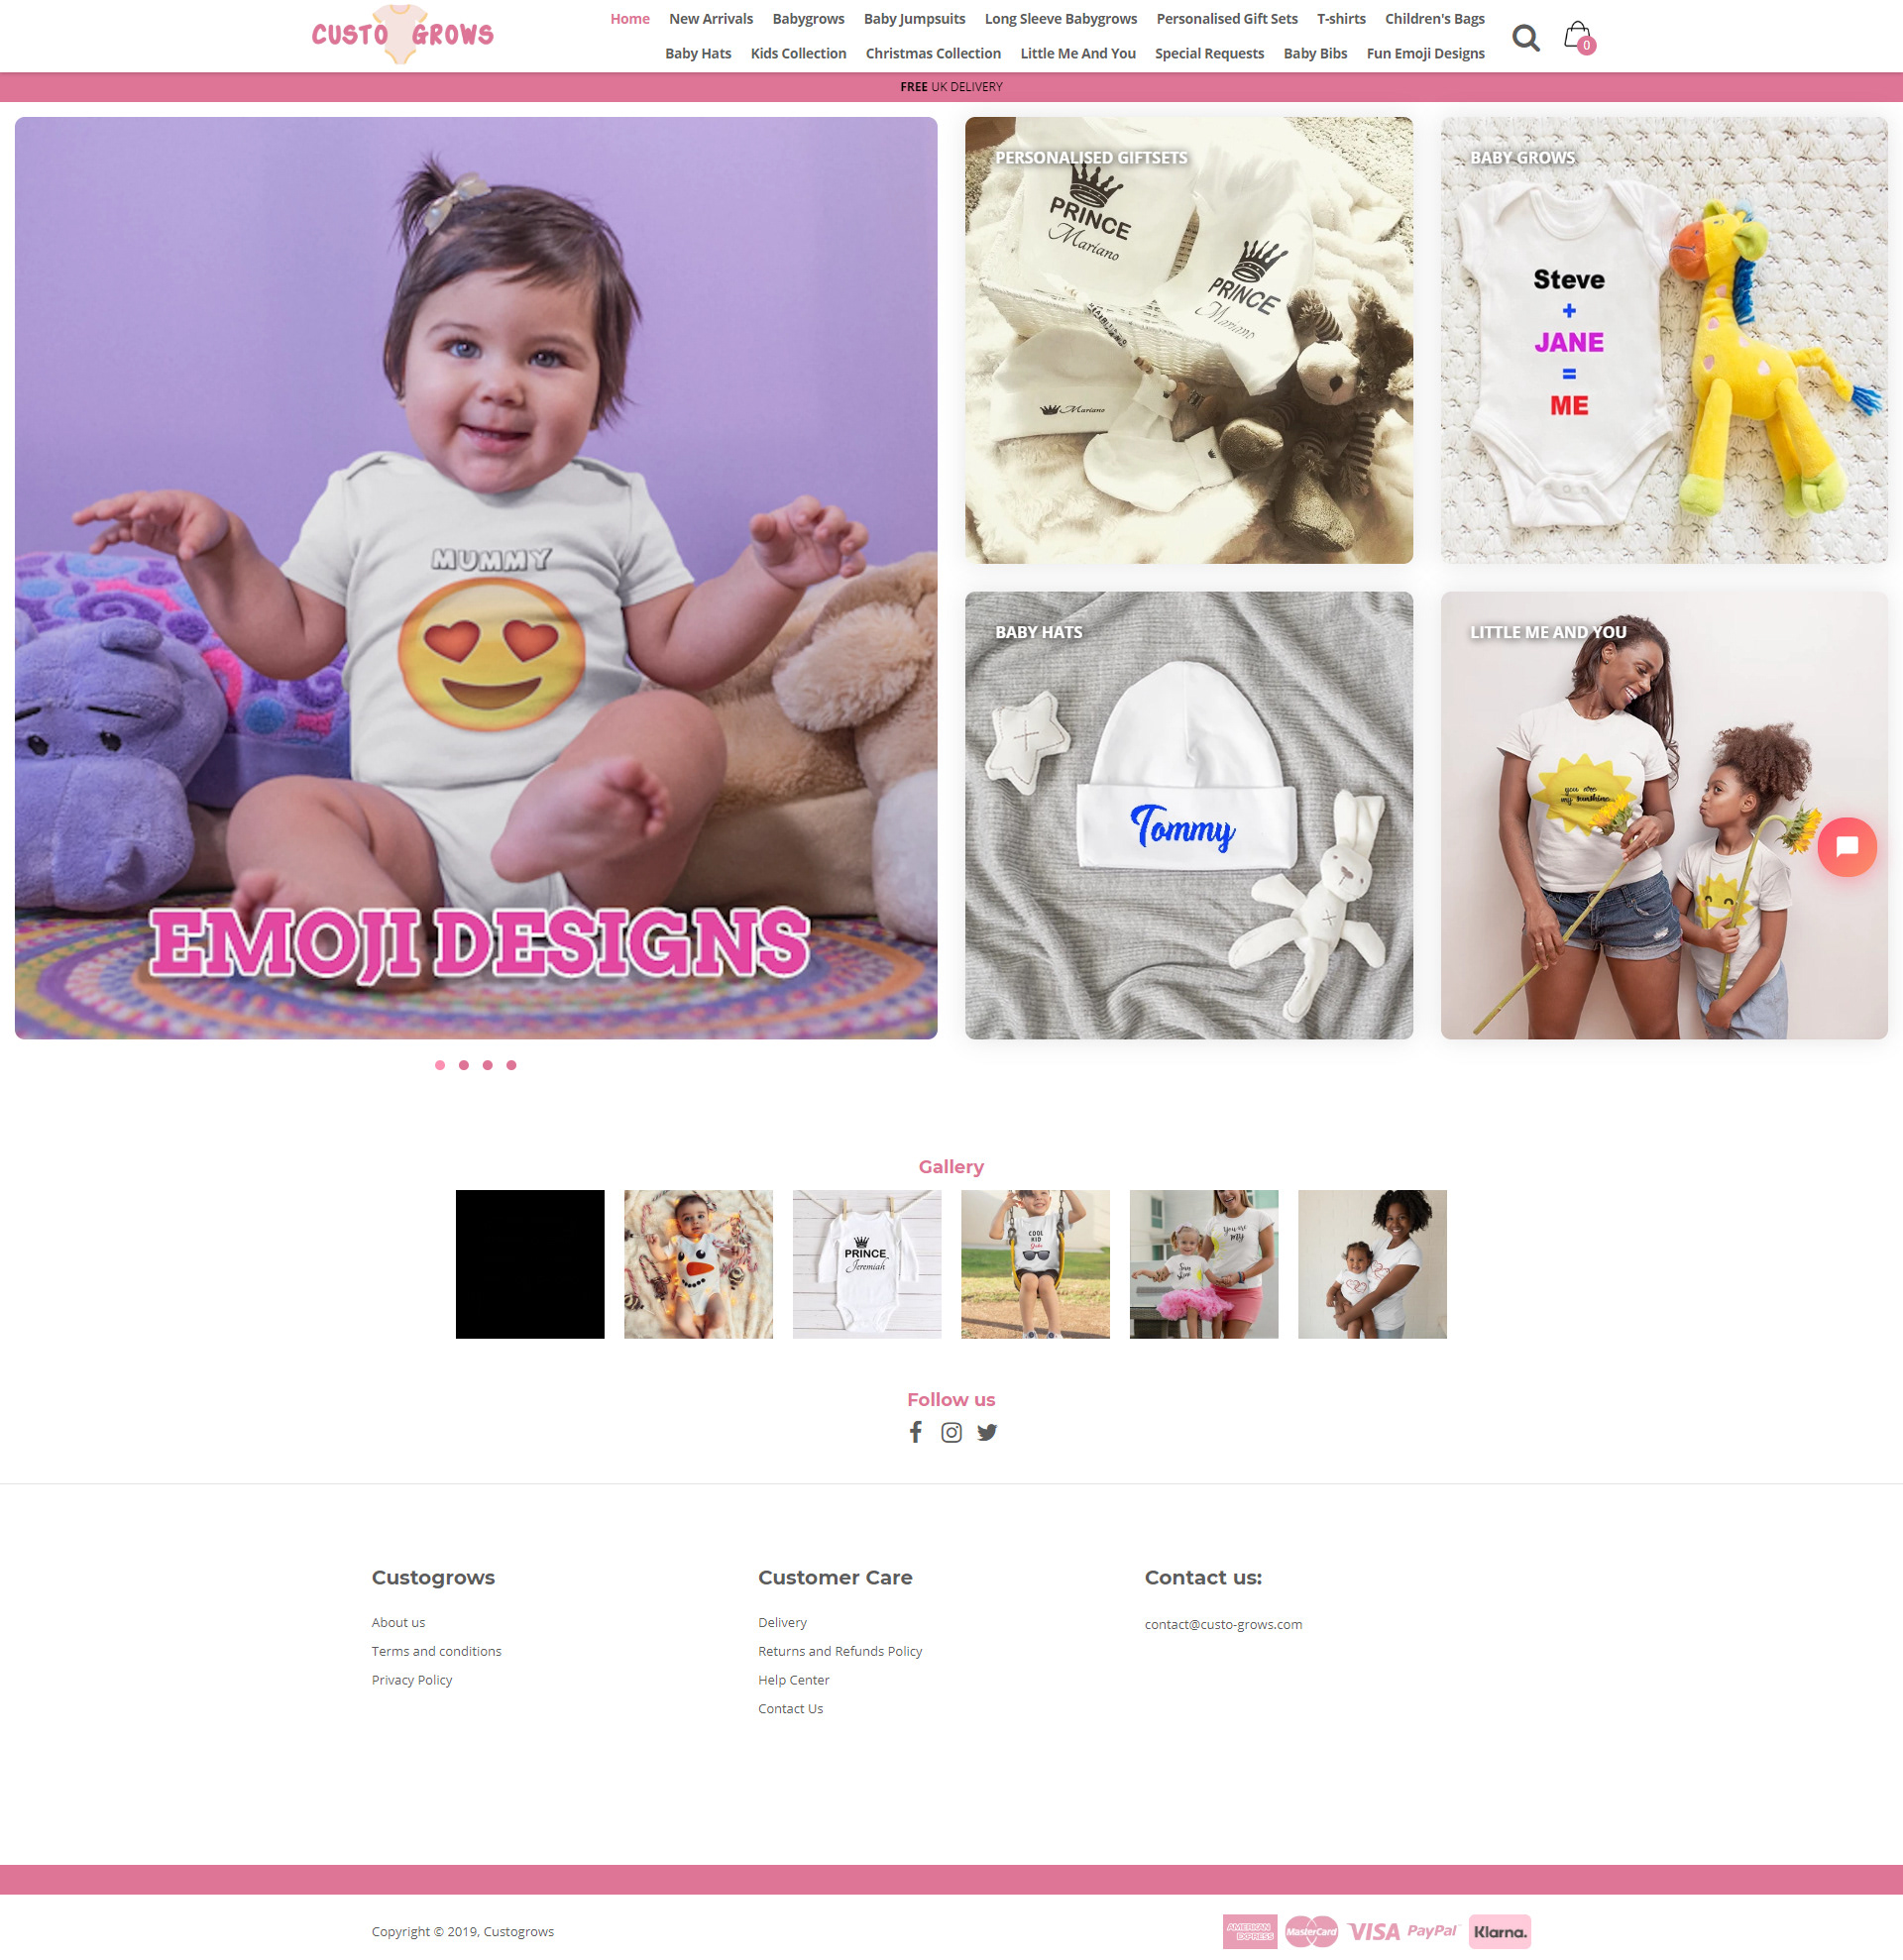 CUSTO GROWS
Home New Arrivals Babygrows Baby Jumpsuits Long Sleeve Babygrows Personalised Gift Sets T-shirts Children's Bags
Baby Hats Kids Collection Christmas Collection Little Me And You Special Requests Baby Bibs Fun Emoji Designs
0
FREE UK DELIVERY
MUMMY
EMOJI DESIGNS
PERSONALISED GIFTSETS
PRINCE
Mariano
PRINCE
Mariano
Mariano
BABY GROWS
Steve
+
JANE
=
ME
BABY HATS
Tommy
LITTLE ME AND YOU
you are
my sunshine
Gallery
PRINCE
Jeremiah
COOL
KID
You are
My
Follow us
Custogrows
About us
Terms and conditions
Privacy Policy
Customer Care
Delivery
Returns and Refunds Policy
Help Center
Contact Us
Contact us:
contact@custo-grows.com
Copyright © 2019, Custogrows
AMERICAN
EXPRESS
MasterCard
VISA
PayPal
Klarna.